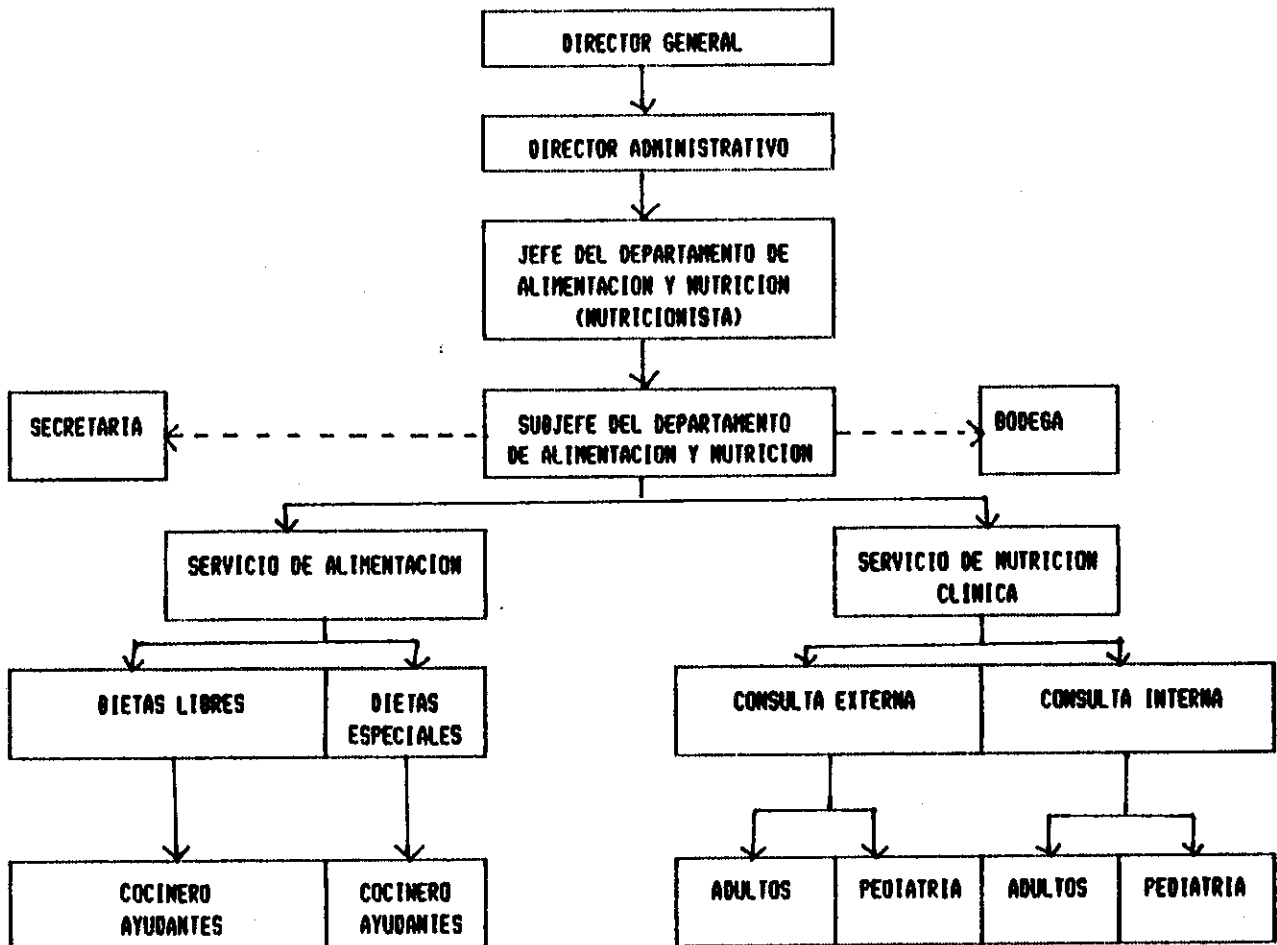 DIRECTOR GENERAL
DIRECTOR ADMINISTRATIVO
JEFE DEL DEPARTAMENTO DE
ALIMENTACION Y NUTRICION
(NUTRICIONISTA)
SECRETARIA
SUBJEFE DEL DEPARTAMENTO
DE ALIMENTACION Y NUTRICION
BODEGA
SERVICIO DE ALIMENTACION
SERVICIO DE NUTRICION
CLINICA
DIETAS LIBRES
DIETAS
ESPECIALES
CONSULTA EXTERNA
CONSULTA INTERNA
COCINERO
AYUDANTES
COCINERO
AYUDANTES
ADULTOS
PEDIATRIA
ADULTOS
PEDIATRIA